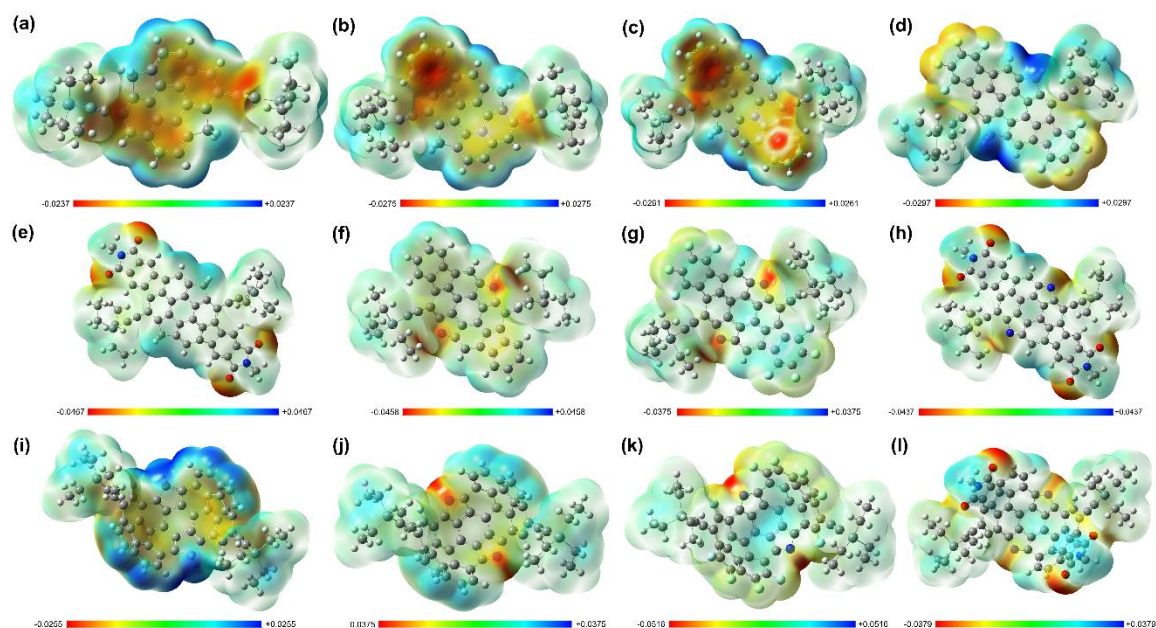 (a) (b) (c) (d)
-0.0237 +0.0237 -0.0275 +0.0275 -0.0281 +0.0261 -0.0297 +0.0297
(e) (f) (g) (h)
-0.0467 +0.0467 -0.0458 +0.0458 -0.0375 +0.0375 -0.0437 +0.0437
(i) (j) (k) (l)
-0.0255 +0.0255 0.0375 +0.0375 -0.0516 +0.0516 -0.0379 +0.0379